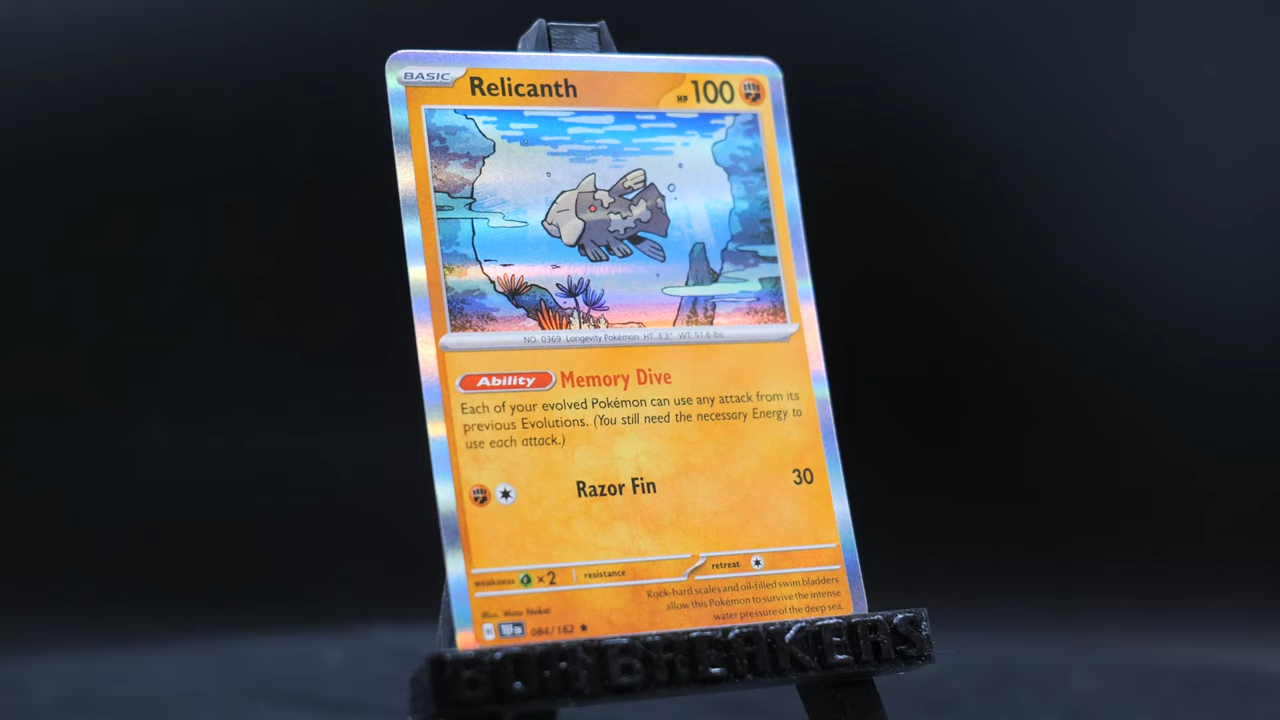 BASIC Relicanth HP 100
NO. 0369 Longevity Pokémon HT 3'3" WT 51.6 lbs.
Ability Memory Dive
Each of your evolved Pokémon can use any attack from its
previous Evolutions. (You still need the necessary Energy to
use each attack.)
Razor Fin 30
weakness ×2 resistance retreat
Rock-hard scales and oil-filled swim bladders
allow this Pokémon to survive the intense
water pressure of the deep sea.
Illus.
TEF EN 084/162
BREAKERS